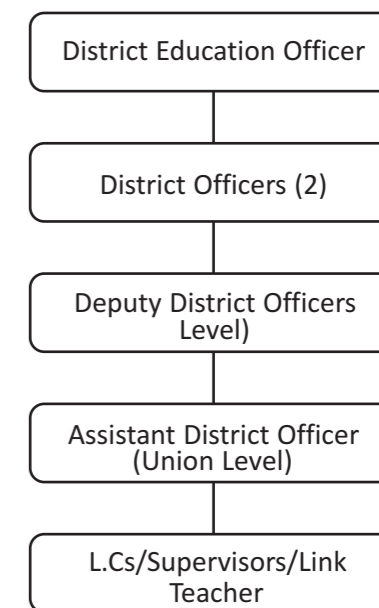 District Education Officer
District Officers (2)
Deputy District Officers
Level)
Assistant District Officer
(Union Level)
L.Cs/Supervisors/Link
Teacher